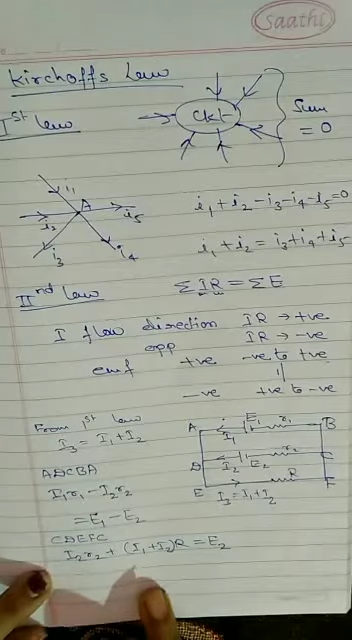 Saathi
Kirchoffs Law
Ist law
Ckt
Sum
= 0
i1
A
i2
i5
i3
i4
i1 + i2 - i3 - i4 - i5 = 0
i1 + i2 = i3 + i4 + i5
IInd law
ΣIR = ΣE
I flow direction IR → +ve
opp IR → -ve
emf +ve -ve to +ve
-ve +ve to -ve
From 1st law
I3 = I1 + I2
ADCBA
I1r1 - I2r2
= E1 - E2
CDEFC
I2r2 + (I1+I2)R = E2
A E1 r1 B
I1
D r2 C
I2 E2
R
E I3 = I1 + I2 F